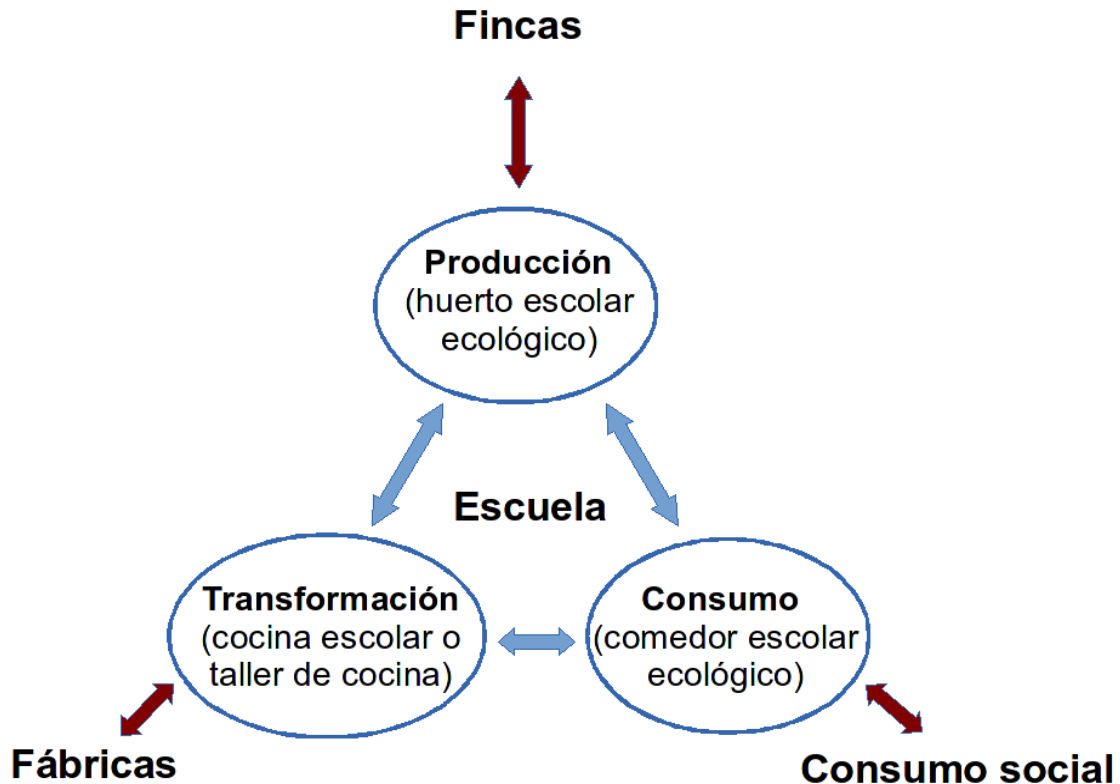 Fincas
Producción
(huerto escolar
ecológico)
Escuela
Transformación
(cocina escolar o
taller de cocina)
Consumo
(comedor escolar
ecológico)
Fábricas
Consumo social